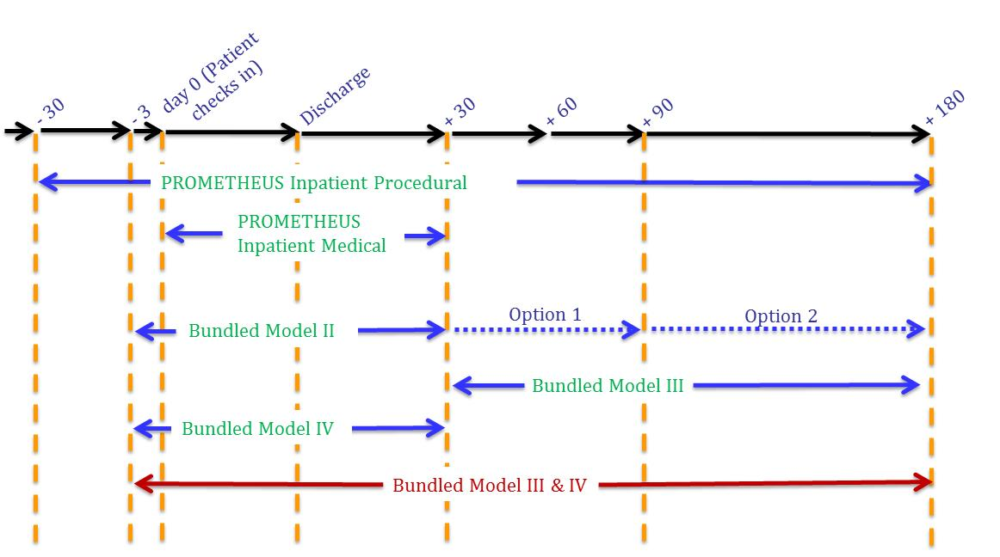 - 30
- 3
day 0 (Patient
checks in)
Discharge
+ 30
+ 60
+ 90
+ 180
PROMETHEUS Inpatient Procedural
PROMETHEUS
Inpatient Medical
Bundled Model II
Option 1
Option 2
Bundled Model III
Bundled Model IV
Bundled Model III & IV